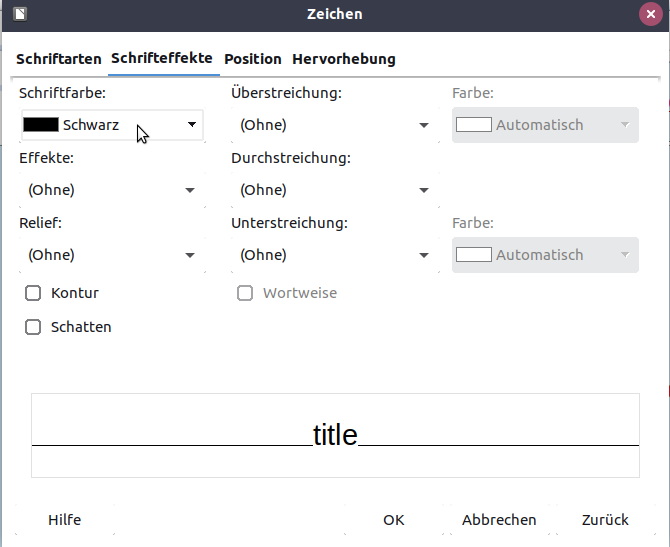 Zeichen
Schriftarten Schrifteffekte Position Hervorhebung
Schriftfarbe: Überstreichung: Farbe:
Schwarz (Ohne) Automatisch
Effekte: Durchstreichung:
(Ohne) (Ohne)
Relief: Unterstreichung: Farbe:
(Ohne) (Ohne) Automatisch
Kontur Wortweise
Schatten
title
Hilfe OK Abbrechen Zurück